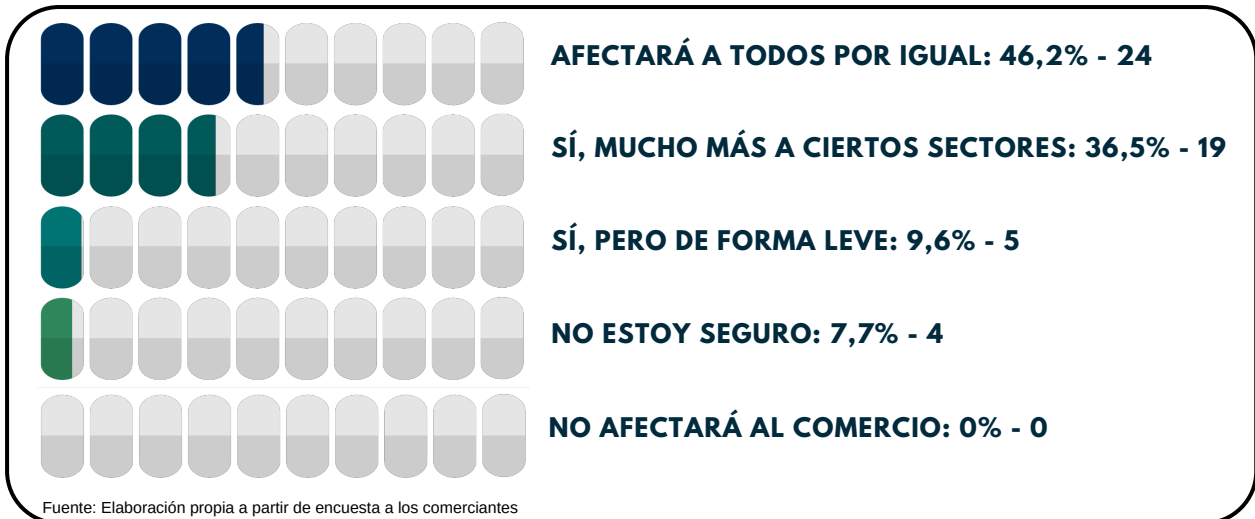 AFECTARÁ A TODOS POR IGUAL: 46,2% - 24
SÍ, MUCHO MÁS A CIERTOS SECTORES: 36,5% - 19
SÍ, PERO DE FORMA LEVE: 9,6% - 5
NO ESTOY SEGURO: 7,7% - 4
NO AFECTARÁ AL COMERCIO: 0% - 0
Fuente: Elaboración propia a partir de encuesta a los comerciantes